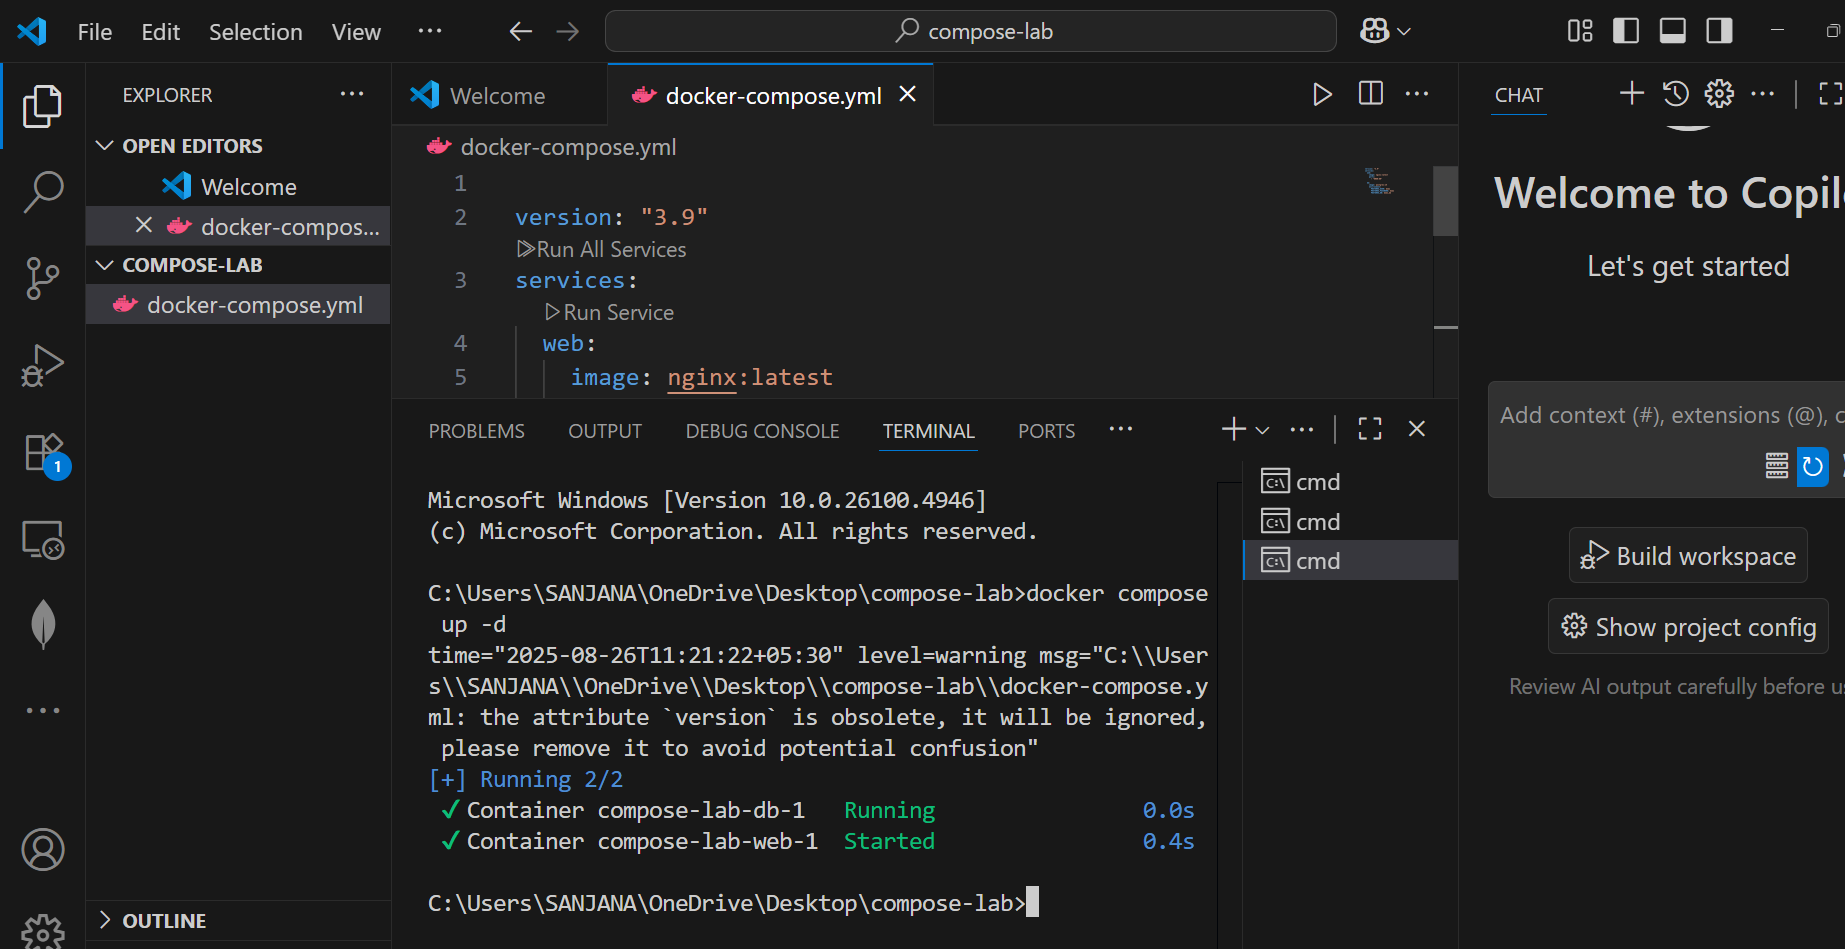 File Edit Selection View ··· compose-lab
EXPLORER ···
OPEN EDITORS
Welcome
docker-compos...
COMPOSE-LAB
docker-compose.yml
OUTLINE
1
Welcome docker-compose.yml
docker-compose.yml
1
2 version: "3.9"
Run All Services
3 services:
Run Service
4 web:
5 image: nginx:latest
PROBLEMS OUTPUT DEBUG CONSOLE TERMINAL PORTS ···
Microsoft Windows [Version 10.0.26100.4946]
(c) Microsoft Corporation. All rights reserved.
C:\Users\SANJANA\OneDrive\Desktop\compose-lab>docker compose
up -d
time="2025-08-26T11:21:22+05:30" level=warning msg="C:\\User
s\\SANJANA\\OneDrive\\Desktop\\compose-lab\\docker-compose.y
ml: the attribute `version` is obsolete, it will be ignored,
please remove it to avoid potential confusion"
[+] Running 2/2
✔ Container compose-lab-db-1 Running 0.0s
✔ Container compose-lab-web-1 Started 0.4s
C:\Users\SANJANA\OneDrive\Desktop\compose-lab>
cmd
cmd
cmd
CHAT
Welcome to Copil
Let's get started
Add context (#), extensions (@), c
Build workspace
Show project config
Review AI output carefully before u